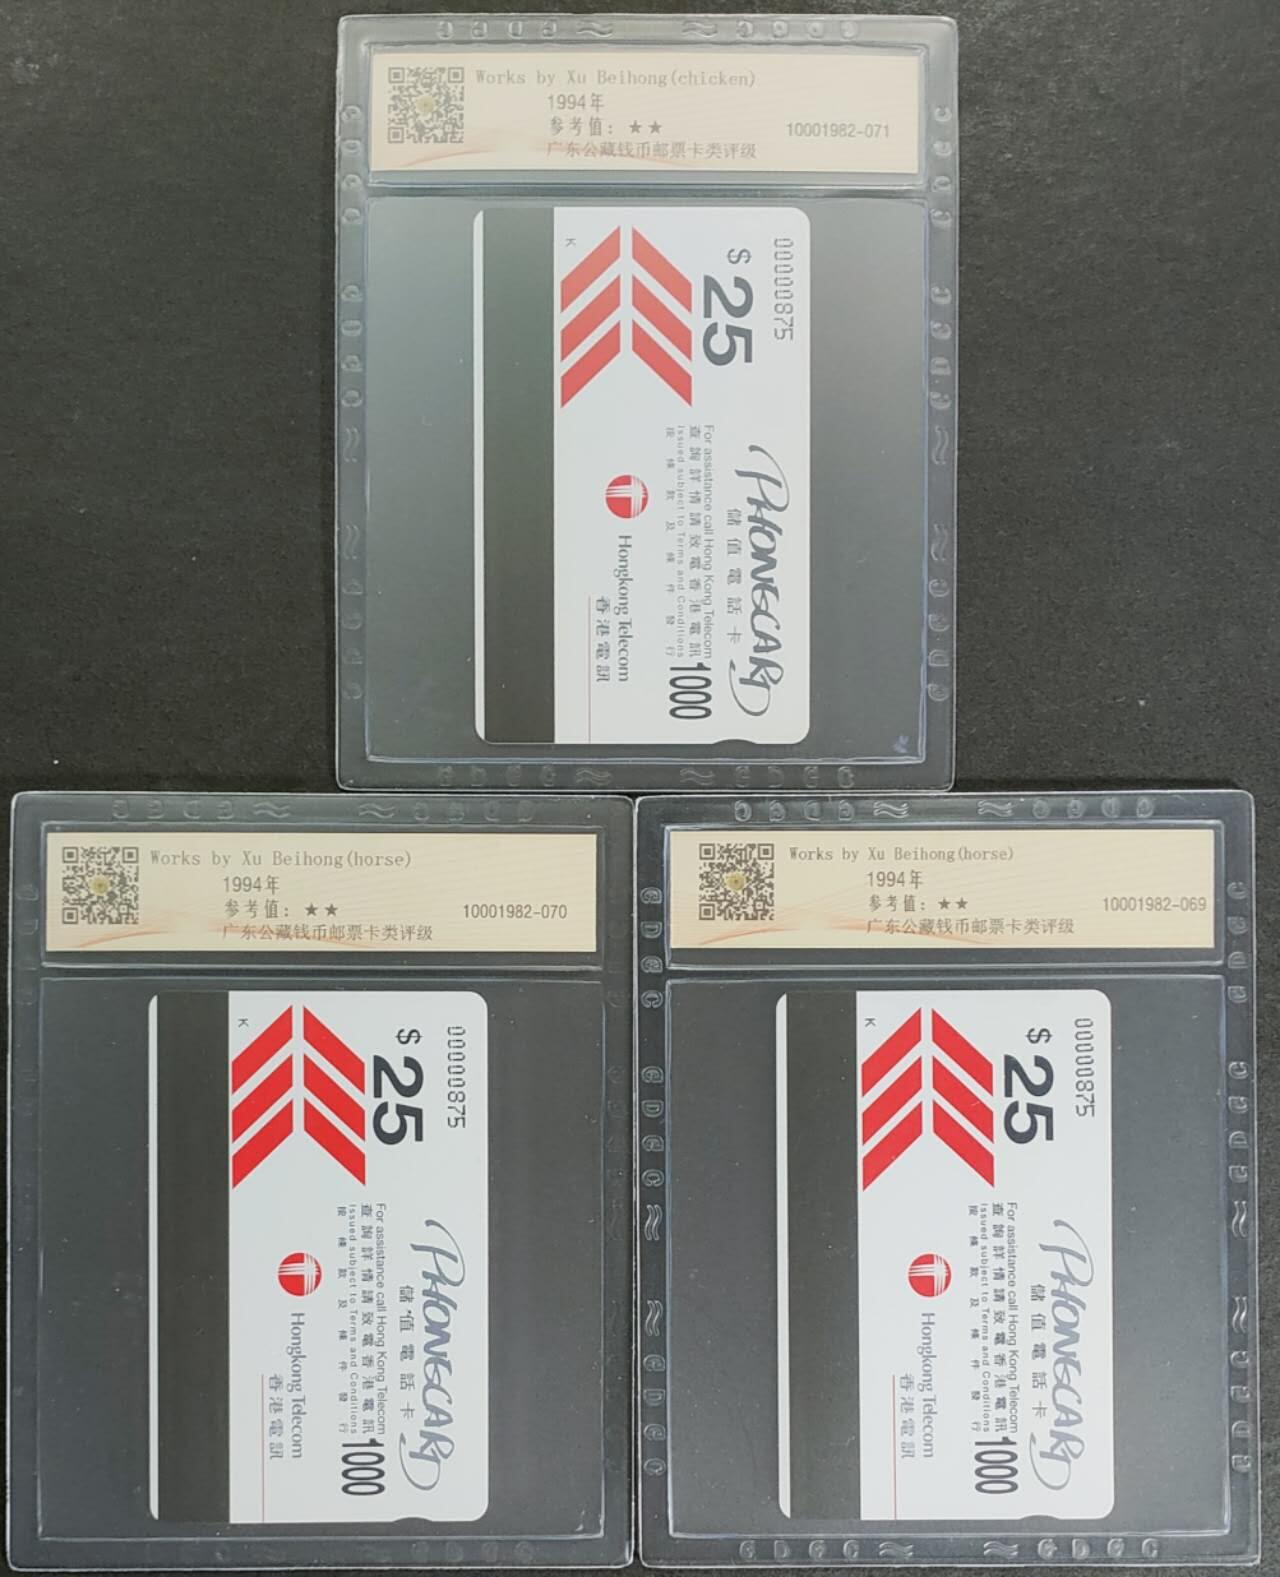 Works by Xu Beihong(chicken)
1994年
参考值: ★★
10001982-071
广东公藏钱币邮票卡类评级
00000875
$25
K
PHONECARD
儲值電話卡
For assistance call Hong Kong Telecom
查詢詳情請致電香港電訊
Issued subject to Terms and Conditions
按條款及條件發行
1000
Hongkong Telecom
香港電訊
Works by Xu Beihong(horse)
1994年
参考值: ★★
10001982-070
广东公藏钱币邮票卡类评级
00000875
$25
K
PHONECARD
儲值電話卡
For assistance call Hong Kong Telecom
查詢詳情請致電香港電訊
Issued subject to Terms and Conditions
按條款及條件發行
1000
Hongkong Telecom
香港電訊
Works by Xu Beihong(horse)
1994年
参考值: ★★
10001982-069
广东公藏钱币邮票卡类评级
00000875
$25
K
PHONECARD
儲值電話卡
For assistance call Hong Kong Telecom
查詢詳情請致電香港電訊
Issued subject to Terms and Conditions
按條款及條件發行
1000
Hongkong Telecom
香港電訊